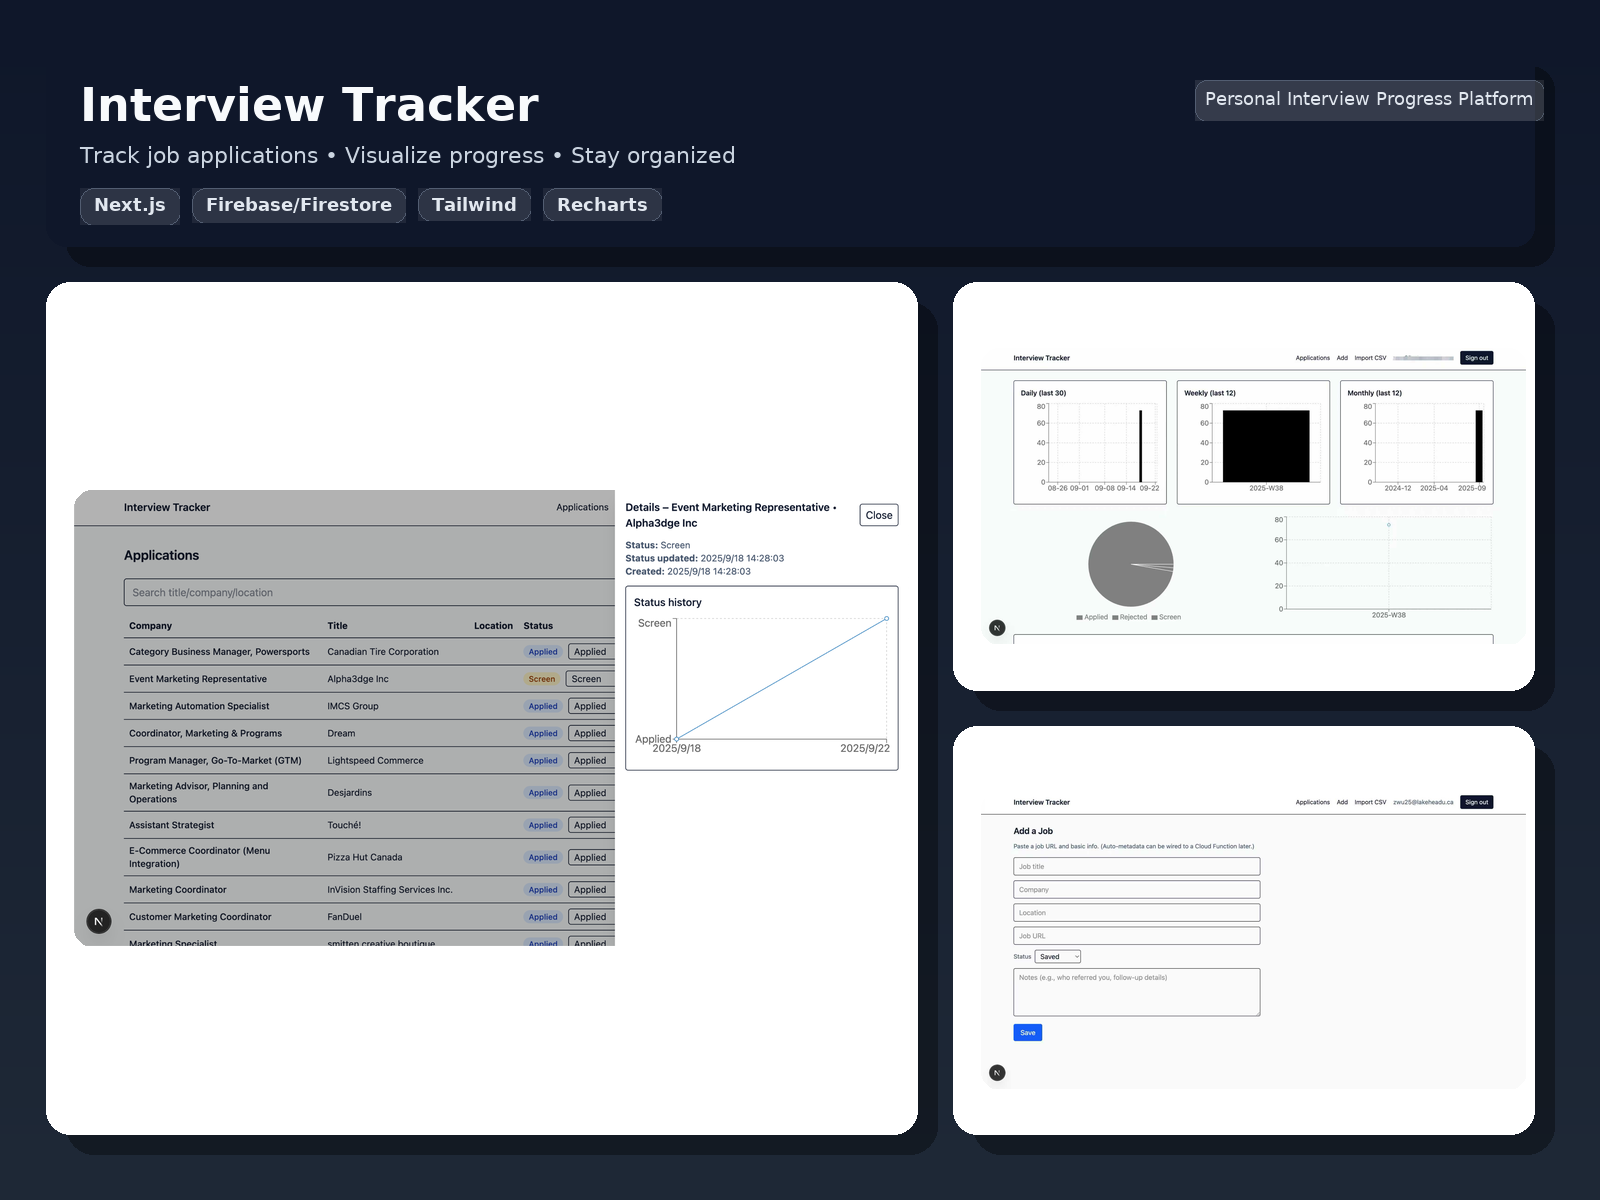 Interview Tracker
Personal Interview Progress Platform
Track job applications • Visualize progress • Stay organized
Next.js
Firebase/Firestore
Tailwind
Recharts
Interview Tracker
Applications
Applications
Search title/company/location
Company Title Location Status
Category Business Manager, Powersports Canadian Tire Corporation Applied Applied
Event Marketing Representative Alpha3dge Inc Screen Screen
Marketing Automation Specialist IMCS Group Applied Applied
Coordinator, Marketing & Programs Dream Applied Applied
Program Manager, Go-To-Market (GTM) Lightspeed Commerce Applied Applied
Marketing Advisor, Planning and
Operations
Desjardins Applied Applied
Assistant Strategist Touché! Applied Applied
E-Commerce Coordinator (Menu
Integration)
Pizza Hut Canada Applied Applied
Marketing Coordinator InVision Staffing Services Inc. Applied Applied
Customer Marketing Coordinator FanDuel Applied Applied
Marketing Specialist smitten creative boutique Applied Applied
N
Details – Event Marketing Representative •
Alpha3dge Inc
Close
Status: Screen
Status updated: 2025/9/18 14:28:03
Created: 2025/9/18 14:28:03
Status history
Screen
Applied
2025/9/18 2025/9/22
Interview Tracker
Applications Add Import CSV
Sign out
Daily (last 30)
80
60
40
20
0
08-26 09-01 09-08 09-14 09-22
Weekly (last 12)
80
60
40
20
0
2025-W38
Monthly (last 12)
80
60
40
20
0
2024-12 2025-04 2025-09
Applied Rejected Screen
80
60
40
20
0
2025-W38
N
Interview Tracker
Applications Add Import CSV zwu25@lakeheadu.ca Sign out
Add a Job
Paste a job URL and basic info. (Auto-metadata can be wired to a Cloud Function later.)
Job title
Company
Location
Job URL
Status Saved
Notes (e.g., who referred you, follow-up details)
Save
N